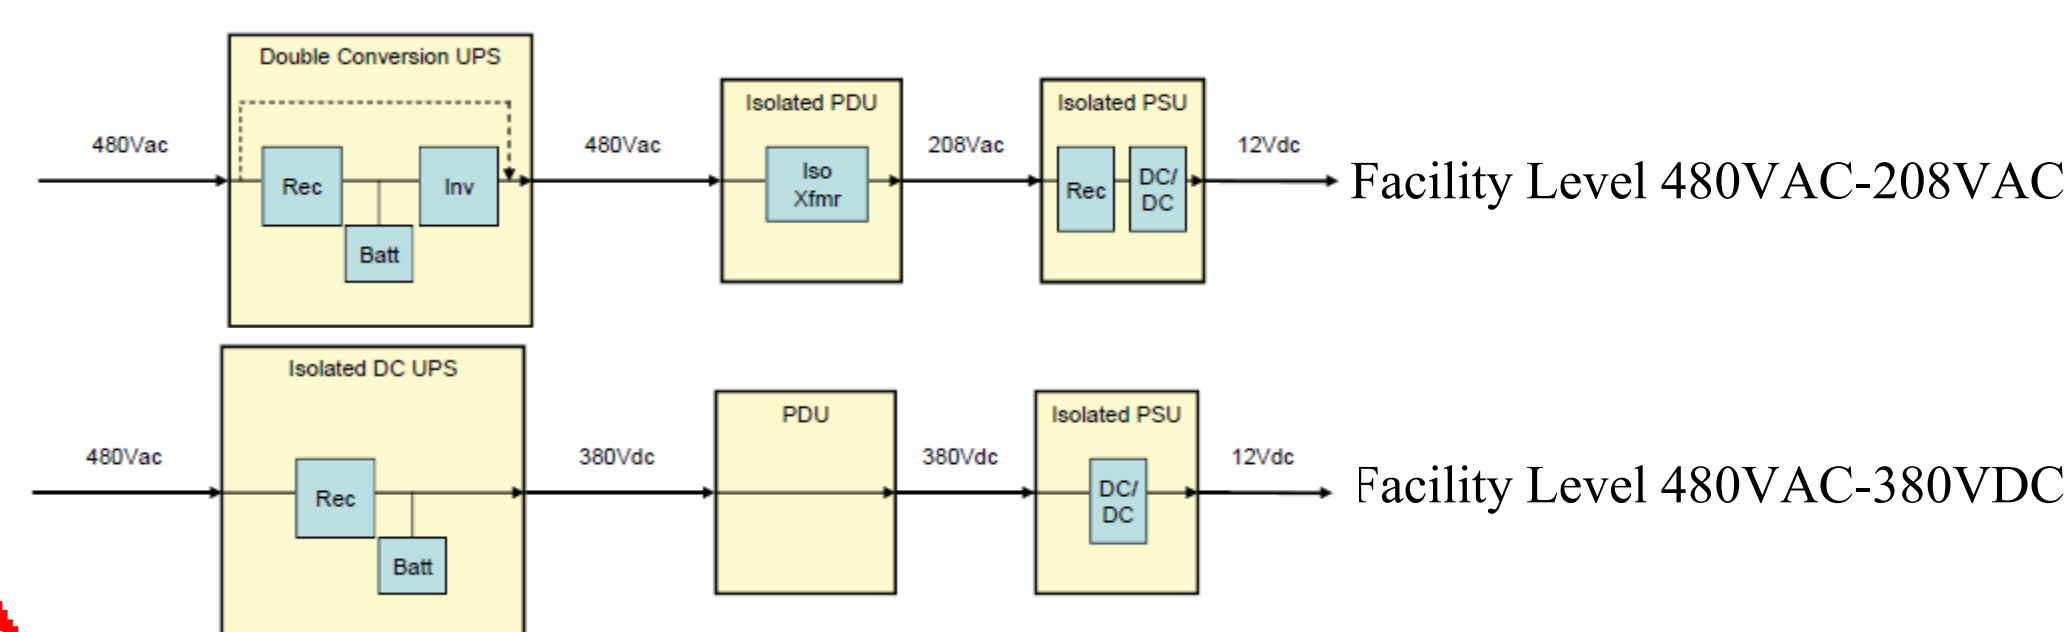 Double Conversion UPS
480Vac
Rec
Batt
Inv
480Vac
Isolated PDU
Iso
Xfmr
208Vac
Isolated PSU
Rec
DC/
DC
12Vdc
Facility Level 480VAC-208VAC
Isolated DC UPS
480Vac
Rec
Batt
380Vdc
PDU
380Vdc
Isolated PSU
DC/
DC
12Vdc
Facility Level 480VAC-380VDC